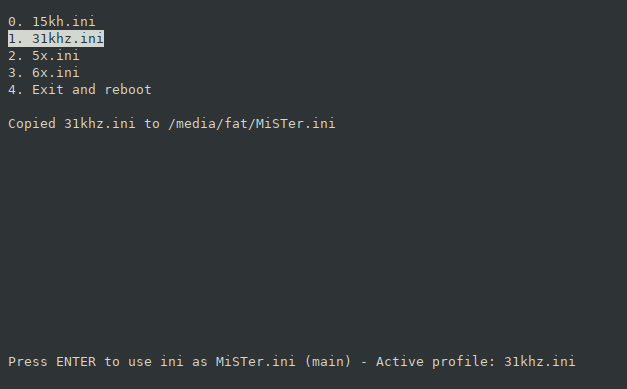 0. 15kh.ini
1. 31khz.ini
2. 5x.ini
3. 6x.ini
4. Exit and reboot
Copied 31khz.ini to /media/fat/MiSTer.ini
Press ENTER to use ini as MiSTer.ini (main) - Active profile: 31khz.ini